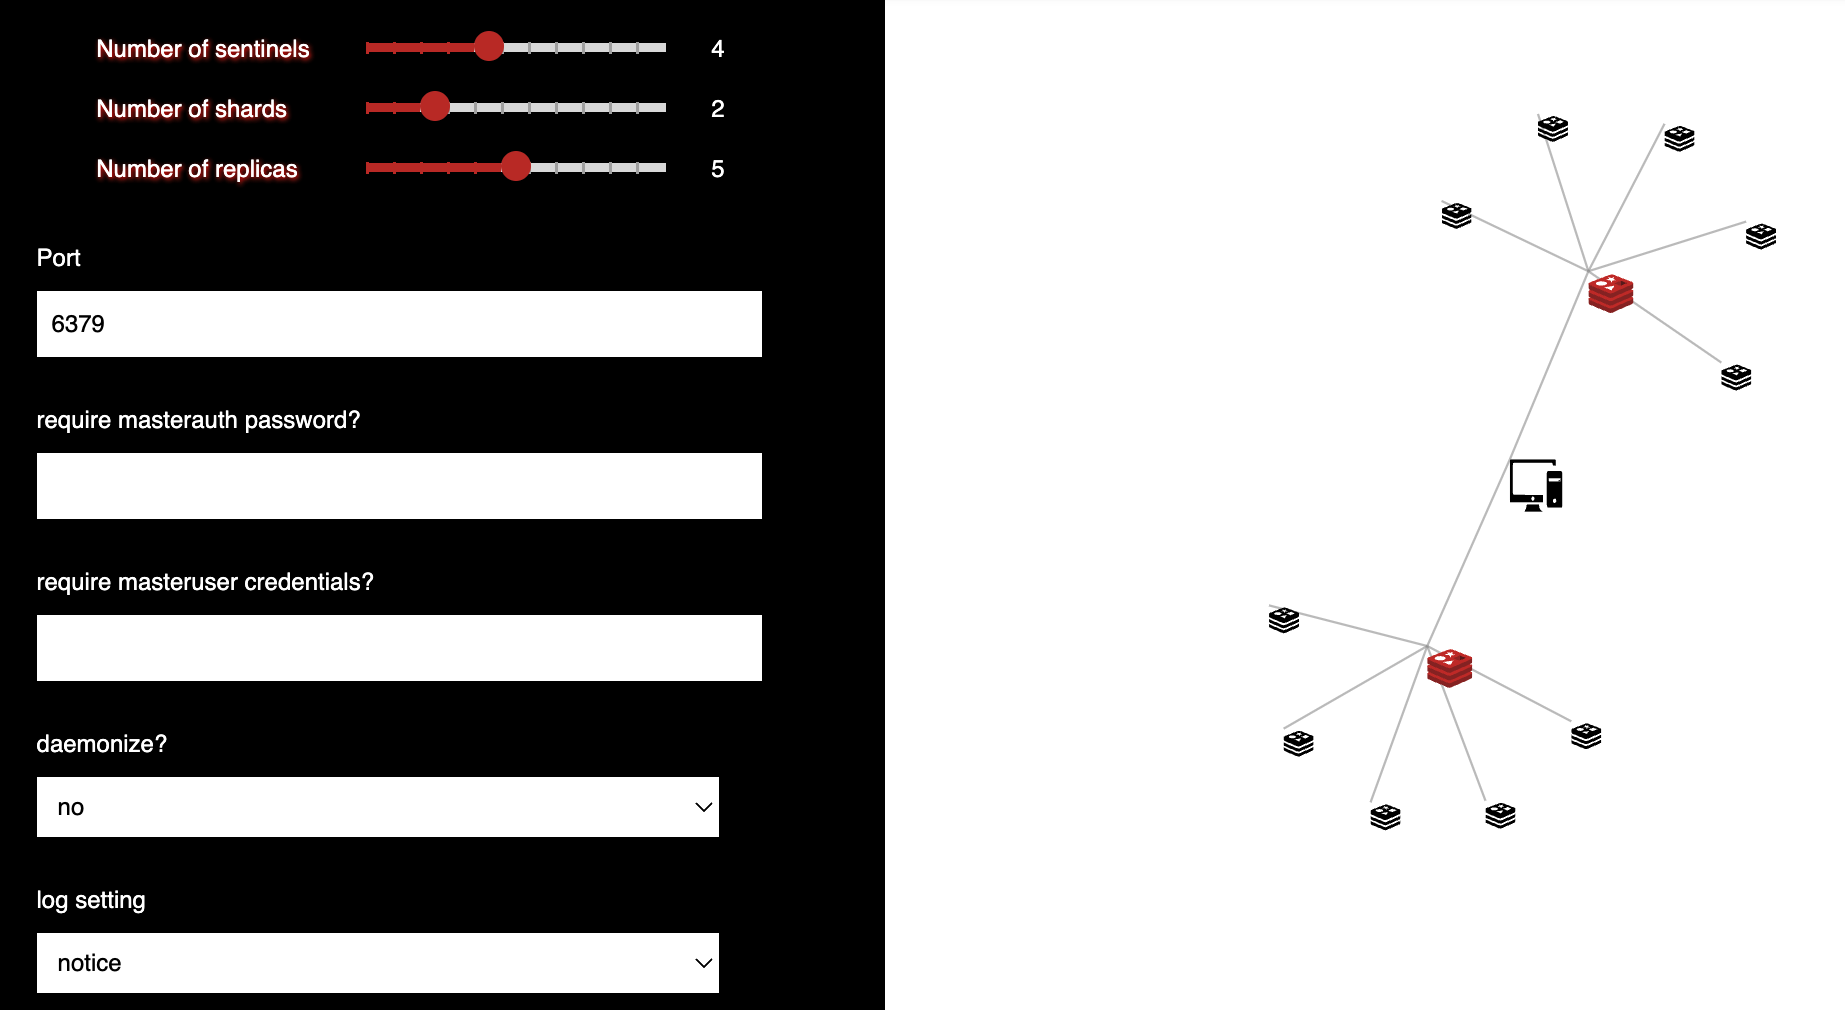 Number of sentinels 4
Number of shards 2
Number of replicas 5
Port
6379
require masterauth password?
require masteruser credentials?
daemonize?
no
log setting
notice